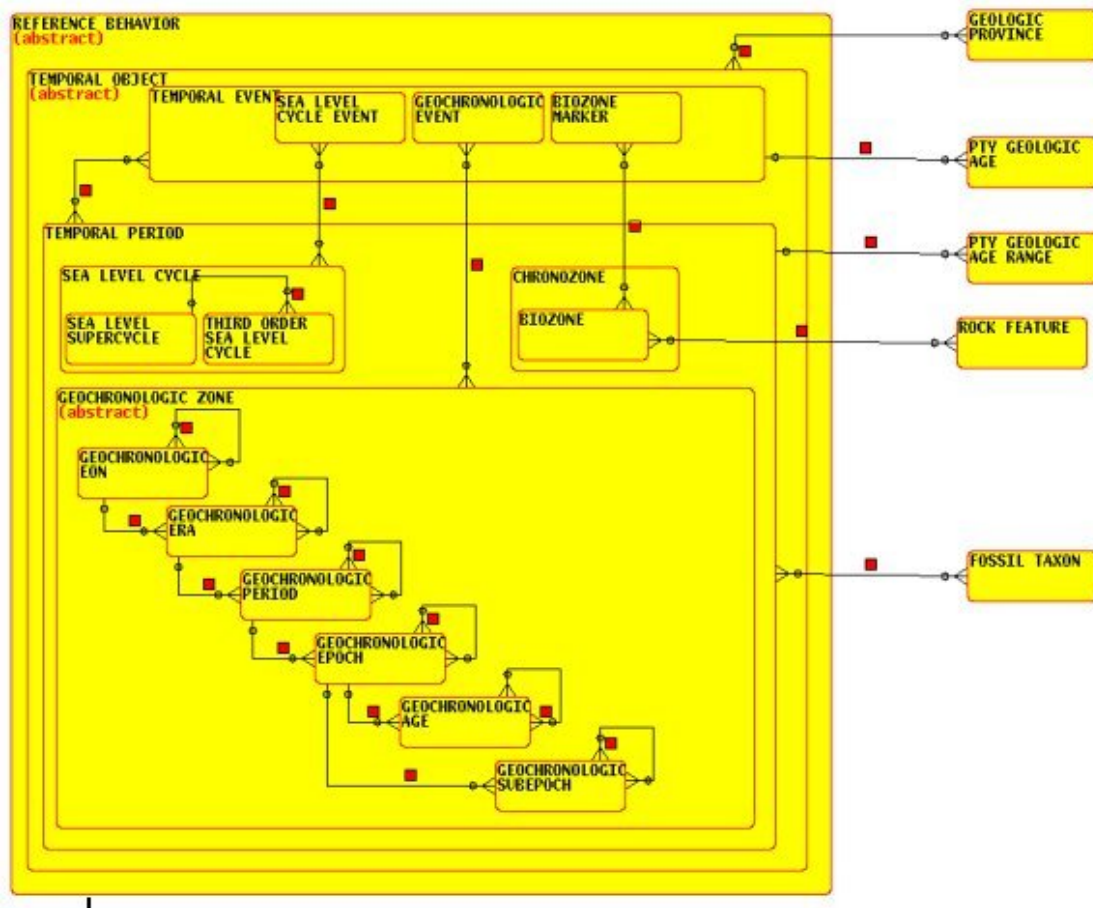 REFERENCE BEHAVIOR
(abstract)
GEOLOGIC
PROVINCE
TEMPORAL OBJECT
(abstract)
TEMPORAL EVENT
SEA LEVEL
CYCLE EVENT
GEOCHRONOLOGIC
EVENT
BIOZONE
MARKER
PTY GEOLOGIC
AGE
TEMPORAL PERIOD
PTY GEOLOGIC
AGE RANGE
SEA LEVEL CYCLE
SEA LEVEL
SUPERCYCLE
THIRD ORDER
SEA LEVEL
CYCLE
CHRONOZONE
BIOZONE
ROCK FEATURE
GEOCHRONOLOGIC ZONE
(abstract)
GEOCHRONOLOGIC
EON
GEOCHRONOLOGIC
ERA
GEOCHRONOLOGIC
PERIOD
FOSSIL TAXON
GEOCHRONOLOGIC
EPOCH
GEOCHRONOLOGIC
AGE
GEOCHRONOLOGIC
SUBEPOCH